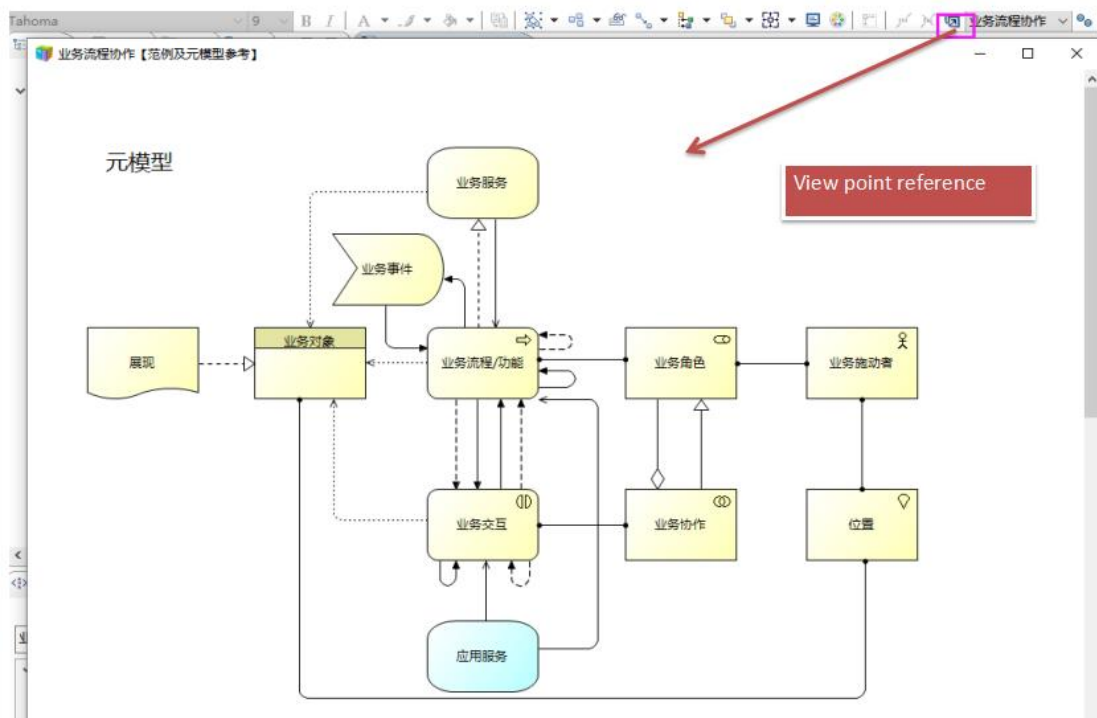 Tahoma
9
B I A
业务流程协作
业务流程协作【范例及元模型参考】
元模型
View point reference
业务服务
业务事件
展现
业务对象
业务流程/功能
业务角色
业务施动者
业务交互
业务协作
位置
应用服务